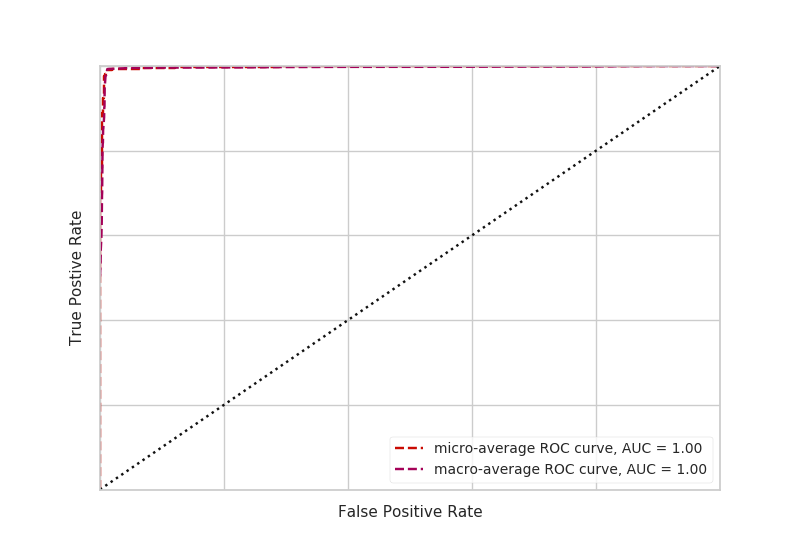 True Postive Rate
micro-average ROC curve, AUC = 1.00
macro-average ROC curve, AUC = 1.00
False Positive Rate